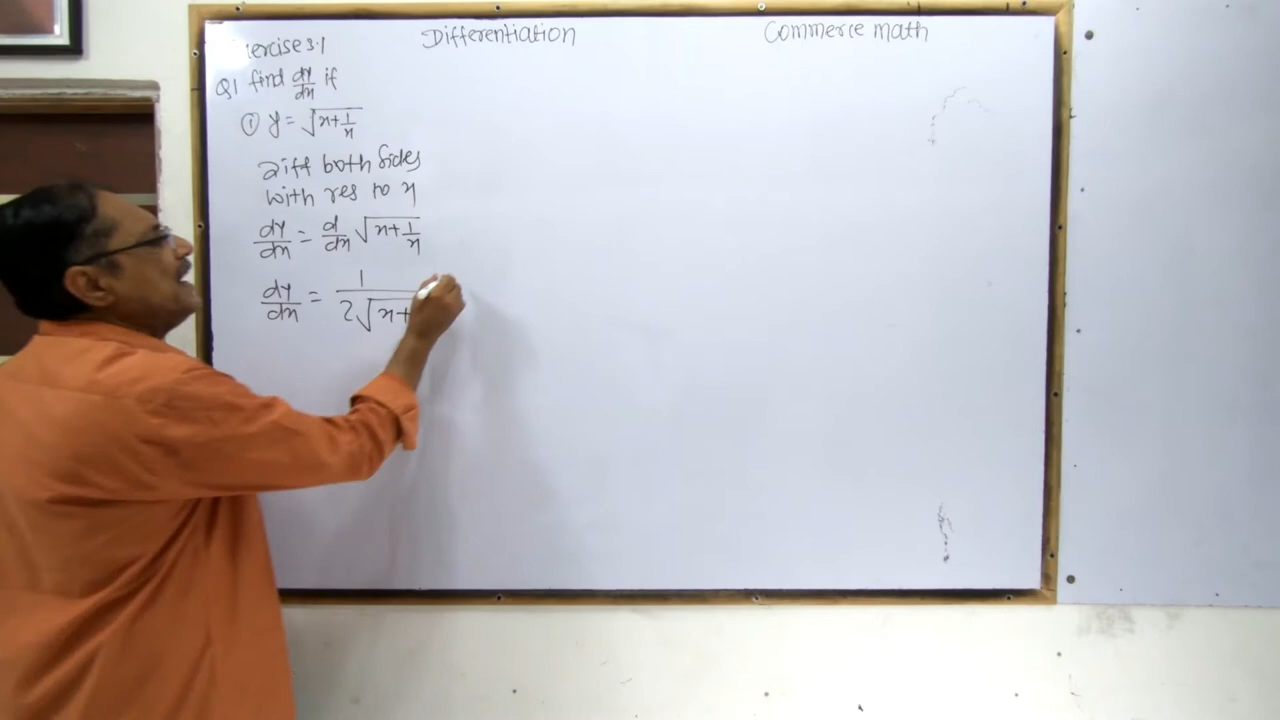 Differentiation
Commerce math
ercise 3.1
Q1 find dy/dx if
① y = √(x+1/x)
Diff both sides
with res to x
dy/dx = d/dx √(x+1/x)
dy/dx = 1/2√x+